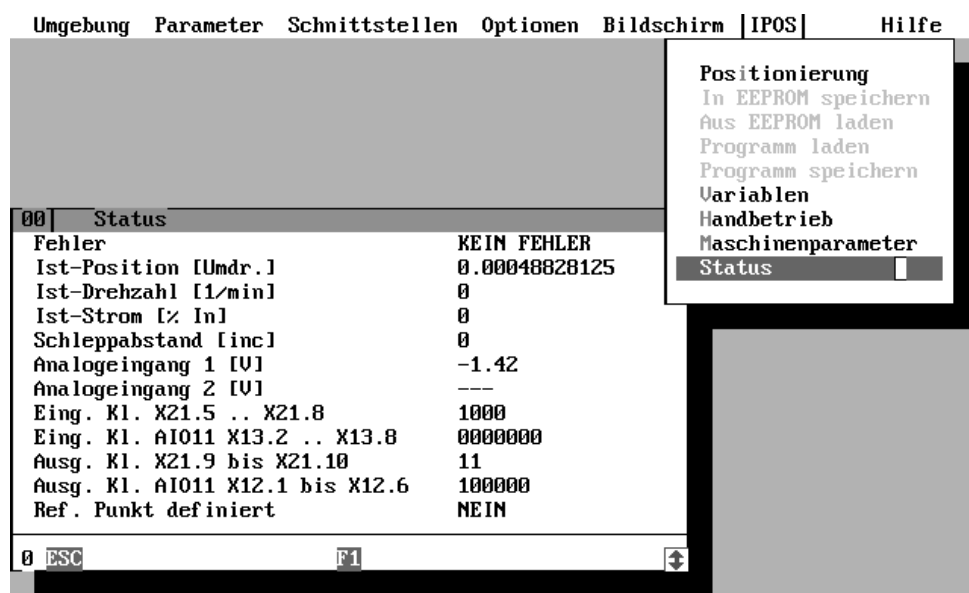 Umgebung Parameter Schnittstellen Optionen Bildschirm IPOS Hilfe
Positionierung
In EEPROM speichern
Aus EEPROM laden
Programm laden
Programm speichern
Variablen
Handbetrieb
Maschinenparameter
Status
00 Status
Fehler KEIN FEHLER
Ist-Position [Umdr.] 0.00048828125
Ist-Drehzahl [1/min] 0
Ist-Strom [% In] 0
Schleppabstand [inc] 0
Analogeingang 1 [V] -1.42
Analogeingang 2 [V] ---
Eing. Kl. X21.5 .. X21.8 1000
Eing. Kl. AIO11 X13.2 .. X13.8 0000000
Ausg. Kl. X21.9 bis X21.10 11
Ausg. Kl. AIO11 X12.1 bis X12.6 100000
Ref. Punkt definiert NEIN
0 ESC F1